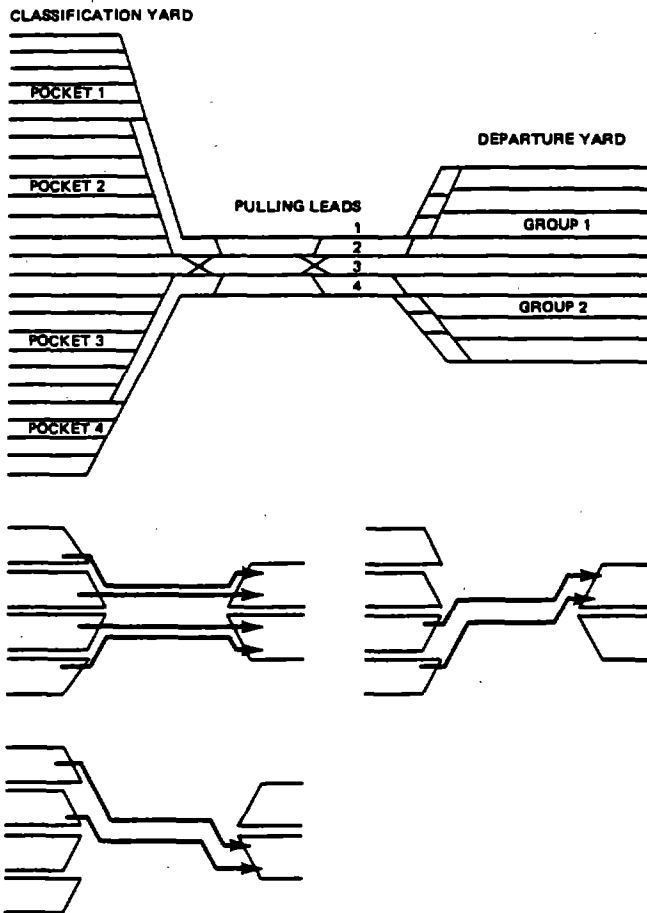 CLASSIFICATION YARD
POCKET 1
DEPARTURE YARD
POCKET 2
PULLING LEADS
1
GROUP 1
2
3
4
GROUP 2
POCKET 3
POCKET 4